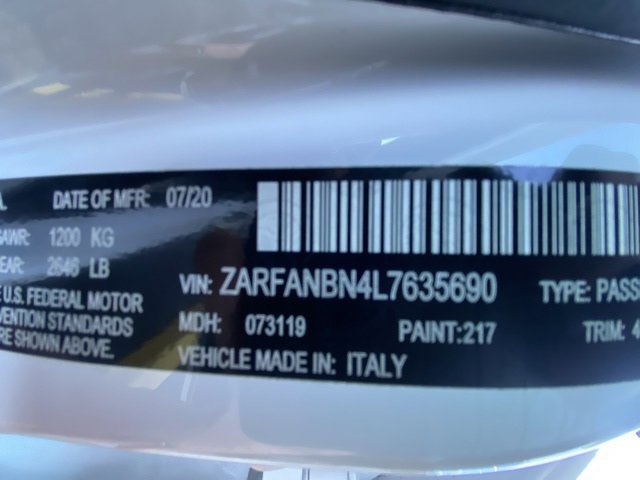 DATE OF MFR: 07/20
GAWR: 1200 KG
REAR: 2646 LB
VIN: ZARFANBN4L7635690 TYPE: PASS
U.S. FEDERAL MOTOR
MDH: 073119 PAINT:217 TRIM: 4
VENTION STANDARDS
RE SHOWN ABOVE.
VEHICLE MADE IN: ITALY